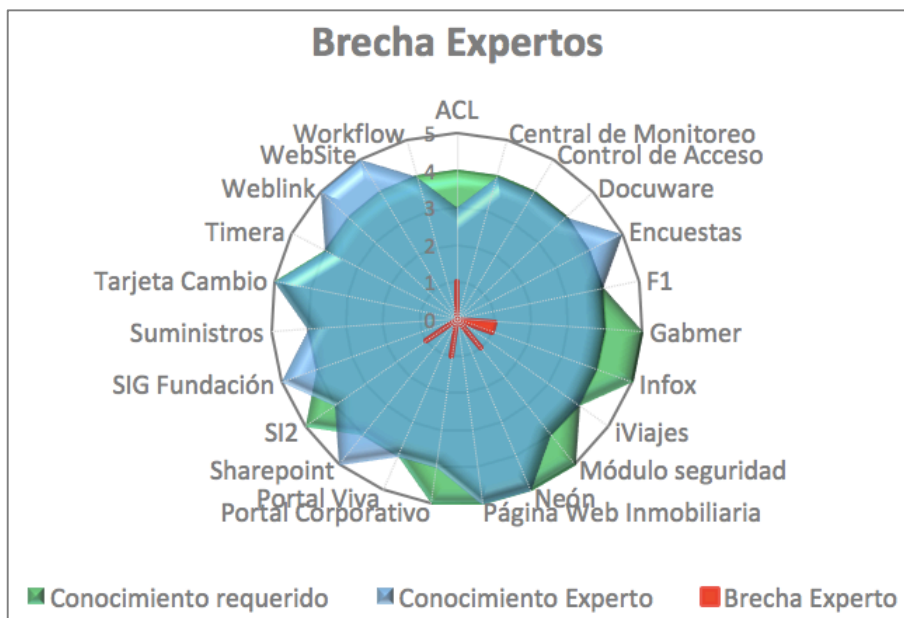 Brecha Expertos
ACL
Workflow
Central de Monitoreo
WebSite
Control de Acceso
Weblink
Docuware
Timera
Encuestas
Tarjeta Cambio
F1
Suministros
Gabmer
SIG Fundación
Infox
SI2
iViajes
Sharepoint
Módulo seguridad
Portal Viva
Neón
Portal Corporativo
Página Web Inmobiliaria
5
4
3
2
1
0
Conocimiento requerido
Conocimiento Experto
Brecha Experto